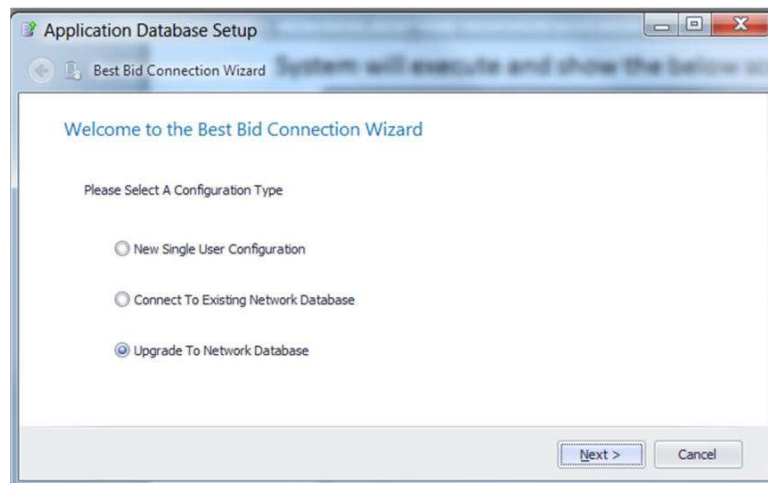 Application Database Setup
Best Bid Connection Wizard
System will execute and show the below sc
Welcome to the Best Bid Connection Wizard
Please Select A Configuration Type
New Single User Configuration
Connect To Existing Network Database
Upgrade To Network Database
Next >
Cancel